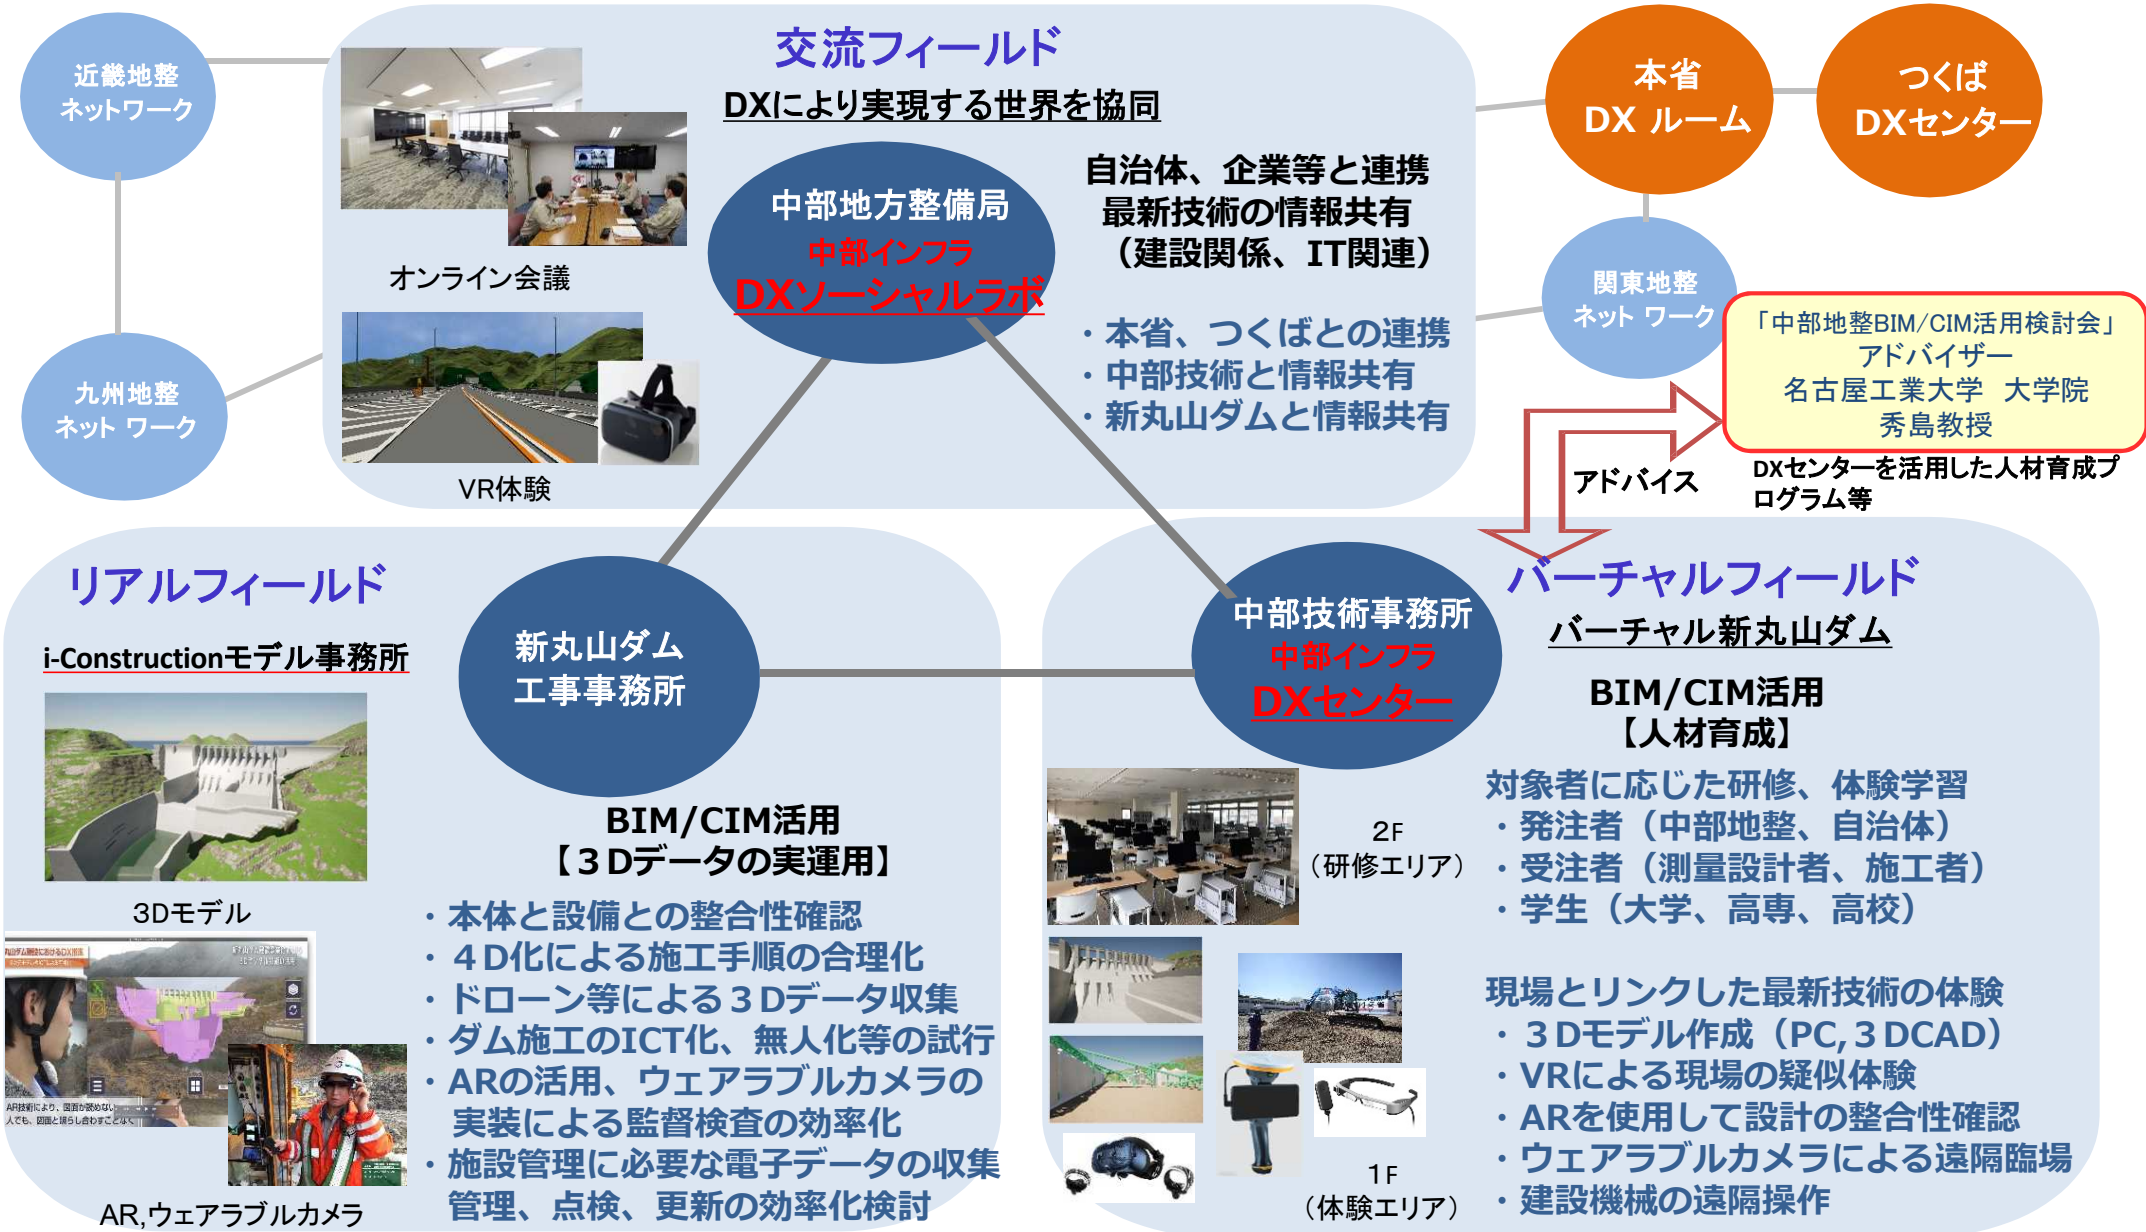 交流フィールド
DXにより実現する世界を協同
近畿地整
ネットワーク
九州地整
ネット ワーク
オンライン会議
VR体験
中部地方整備局
中部インフラ
DXソーシャルラボ
自治体、企業等と連携
最新技術の情報共有
（建設関係、IT関連）
・本省、つくばとの連携
・中部技術と情報共有
・新丸山ダムと情報共有
本省
DX ルーム
つくば
DXセンター
関東地整
ネット ワーク
「中部地整BIM/CIM活用検討会」
アドバイザー
名古屋工業大学　大学院
秀島教授
アドバイス
DXセンターを活用した人材育成プ
ログラム等
リアルフィールド
i-Constructionモデル事務所
新丸山ダム
工事事務所
3Dモデル
BIM/CIM活用
【３Dデータの実運用】
・本体と設備との整合性確認
・４D化による施工手順の合理化
・ドローン等による３Dデータ収集
・ダム施工のICT化、無人化等の試行
・ARの活用、ウェアラブルカメラの
実装による監督検査の効率化
・施設管理に必要な電子データの収集
管理、点検、更新の効率化検討
AR技術により、図面が読めない
人でも、図面と照らし合わすことなく
AR,ウェアラブルカメラ
バーチャルフィールド
バーチャル新丸山ダム
中部技術事務所
中部インフラ
DXセンター
BIM/CIM活用
【人材育成】
2F
（研修エリア）
対象者に応じた研修、体験学習
・発注者（中部地整、自治体）
・受注者（測量設計者、施工者）
・学生（大学、高専、高校）
現場とリンクした最新技術の体験
・３Dモデル作成（PC,３DCAD）
・VRによる現場の疑似体験
・ARを使用して設計の整合性確認
・ウェアラブルカメラによる遠隔臨場
・建設機械の遠隔操作
1F
（体験エリア）